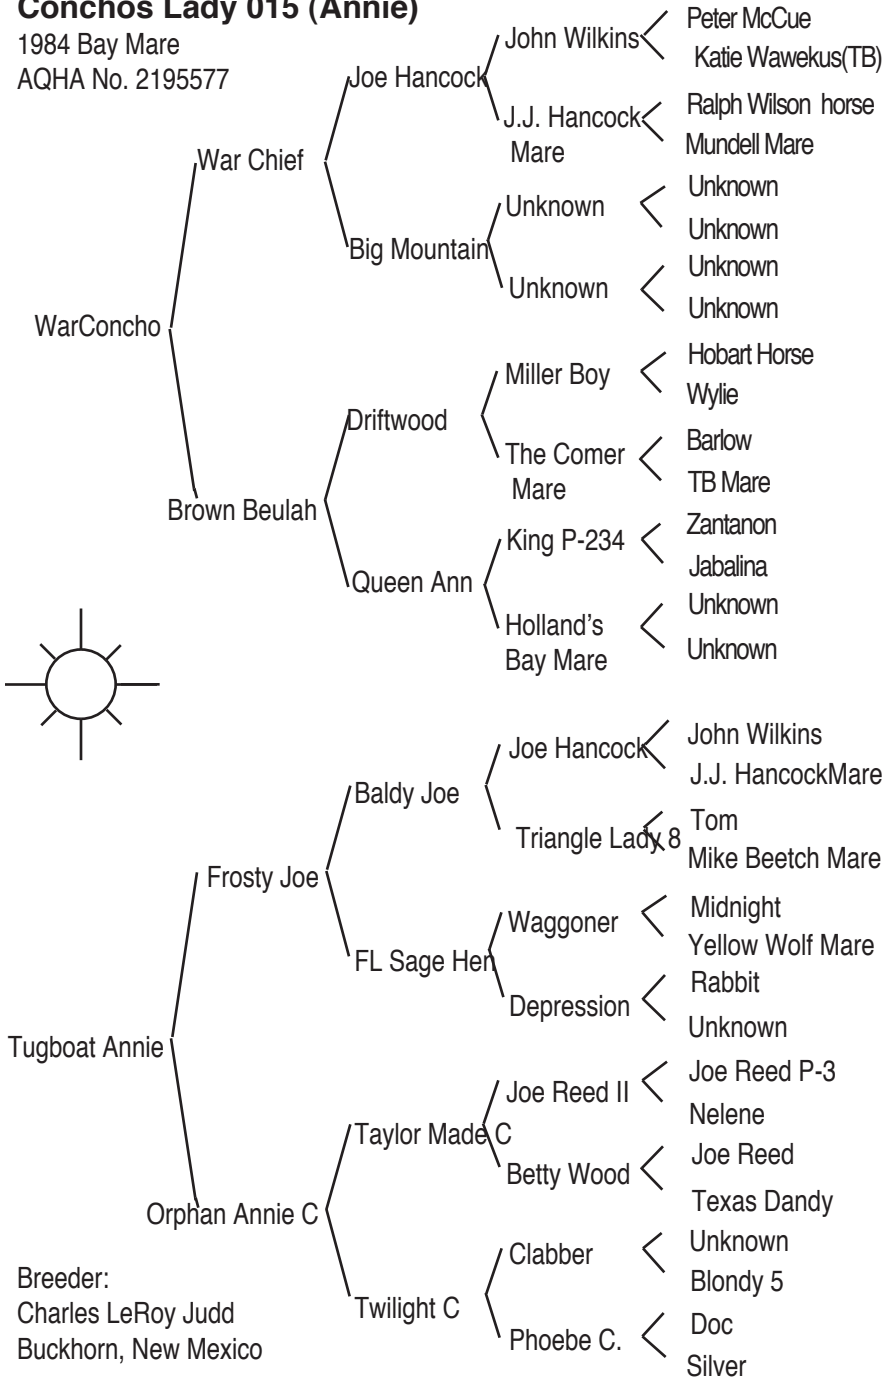 Conchos Lady 015 (Annie)
1984 Bay Mare
AQHA No. 2195577
WarConcho
War Chief
Joe Hancock
John Wilkins
Peter McCue
Katie Wawekus(TB)
J.J. Hancock
Mare
Ralph Wilson horse
Mundell Mare
Big Mountain
Unknown
Unknown
Unknown
Unknown
Unknown
Unknown
Brown Beulah
Driftwood
Miller Boy
Hobart Horse
Wylie
The Comer
Mare
Barlow
TB Mare
Queen Ann
King P-234
Zantanon
Jabalina
Holland's
Bay Mare
Unknown
Unknown
Tugboat Annie
Frosty Joe
Baldy Joe
Joe Hancock
John Wilkins
J.J. HancockMare
Triangle Lady 8
Tom
Mike Beetch Mare
FL Sage Hen
Waggoner
Midnight
Yellow Wolf Mare
Depression
Rabbit
Unknown
Orphan Annie C
Taylor Made C
Joe Reed II
Joe Reed P-3
Nelene
Betty Wood
Joe Reed
Texas Dandy
Twilight C
Clabber
Unknown
Blondy 5
Phoebe C.
Doc
Silver
Breeder:
Charles LeRoy Judd
Buckhorn, New Mexico